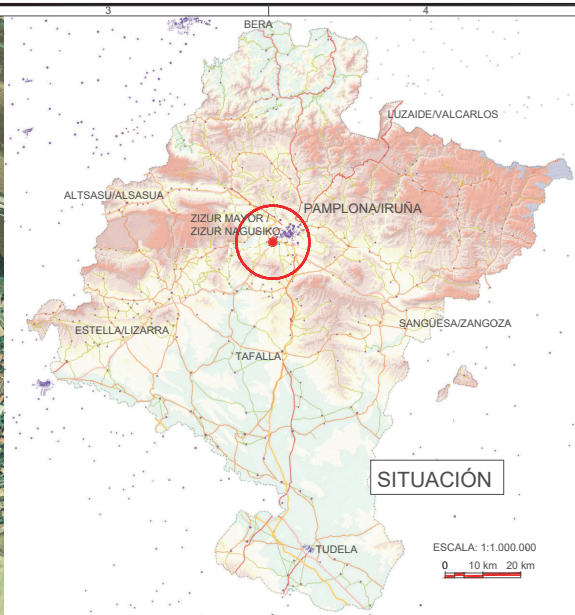 3
4
BERA
LUZAIDE/VALCARLOS
ALTSASU/ALSASUA
PAMPLONA/IRUÑA
ZIZUR MAYOR /
ZIZUR NAGUSIKO
SANGÜESA/ZANGOZA
ESTELLA/LIZARRA
TAFALLA
SITUACIÓN
TUDELA
ESCALA: 1:1.000.000
0 10 km 20 km